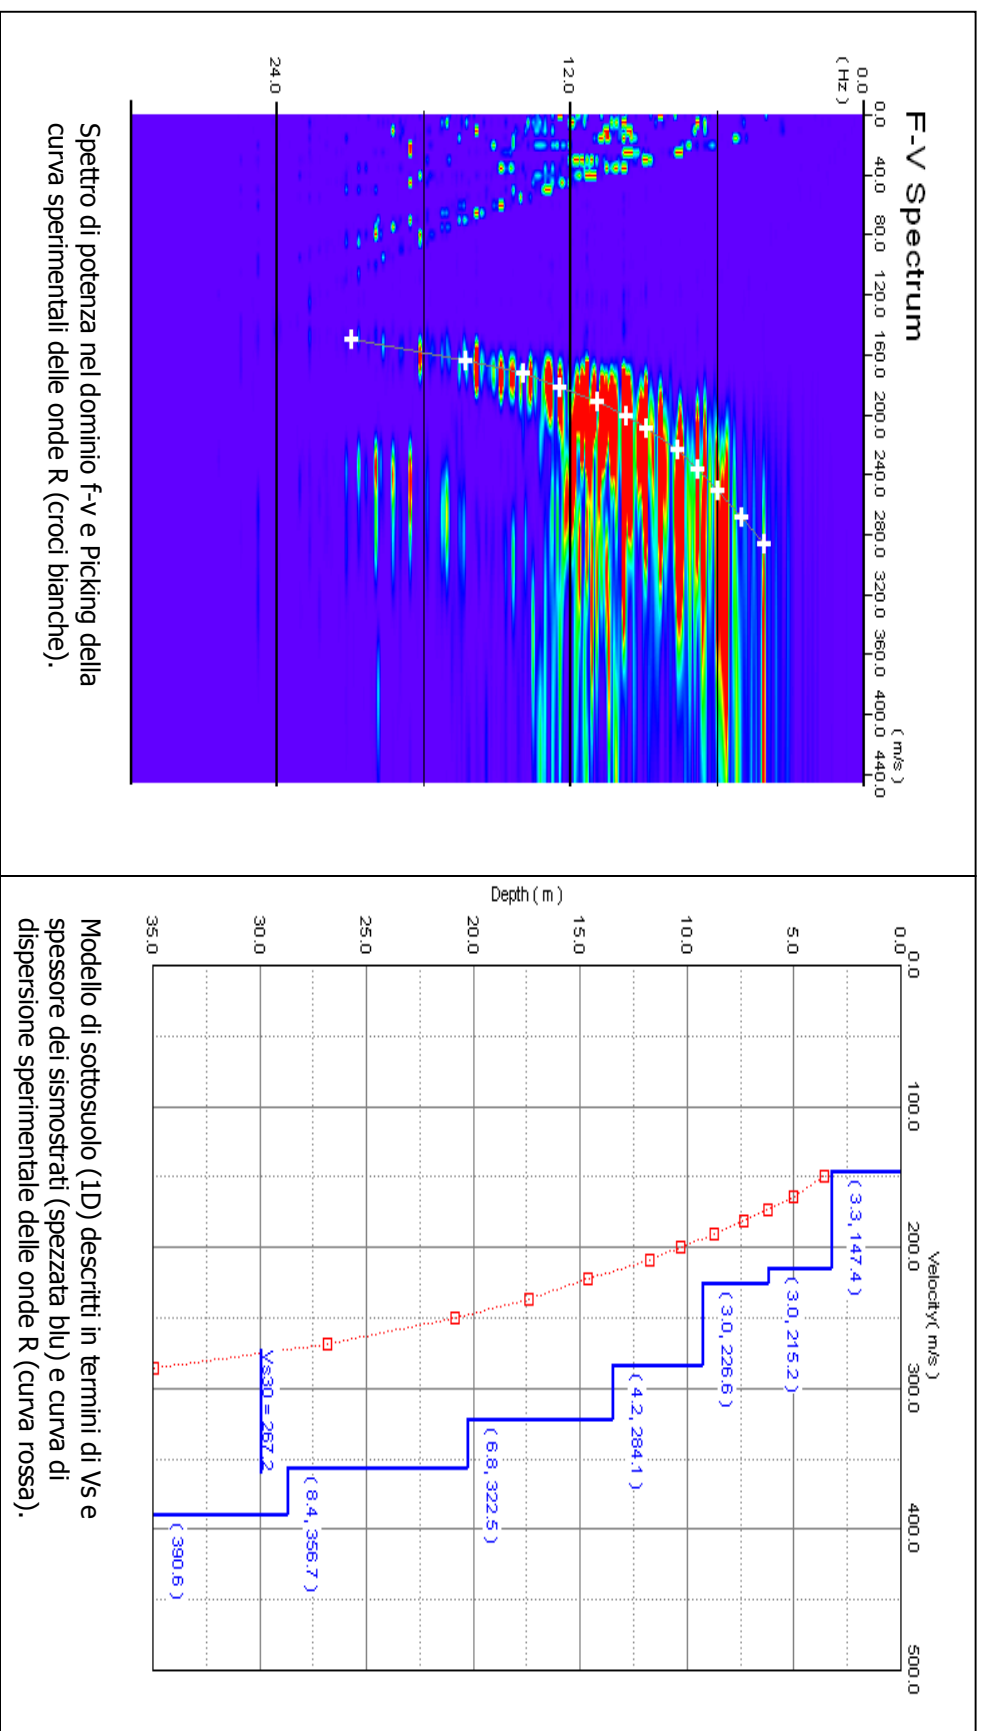 F-V Spectrum
( m/s )
0.0 40.0 80.0 120.0 160.0 200.0 240.0 280.0 320.0 360.0 400.0 440.0
0.0
( Hz )
12.0
24.0
Spettro di potenza nel dominio f-v e Picking della
curva sperimentali delle onde R (croci bianche).
Velocity( m/s )
0.0 100.0 200.0 300.0 400.0 500.0
0.0
5.0
10.0
15.0
20.0
25.0
30.0
35.0
Depth ( m )
( 3.3, 147.4 )
( 3.0, 215.2 )
( 3.0, 226.6 )
( 4.2, 284.1 )
( 6.8, 322.5 )
( 8.4, 356.7 )
Vs30 = 267.2
( 390.6 )
Modello di sottosuolo (1D) descritti in termini di Vs e
spessore dei sismostrati (spezzata blu) e curva di
dispersione sperimentale delle onde R (curva rossa).